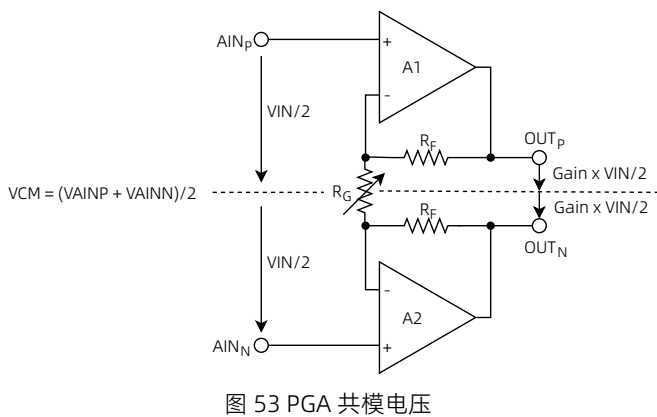 AINP
+
A1
VIN/2
-
RF
OUTP
Gain x VIN/2
VCM = (VAINP + VAINN)/2
RG
Gain x VIN/2
RF
OUTN
VIN/2
-
A2
AINN
+
图 53 PGA 共模电压